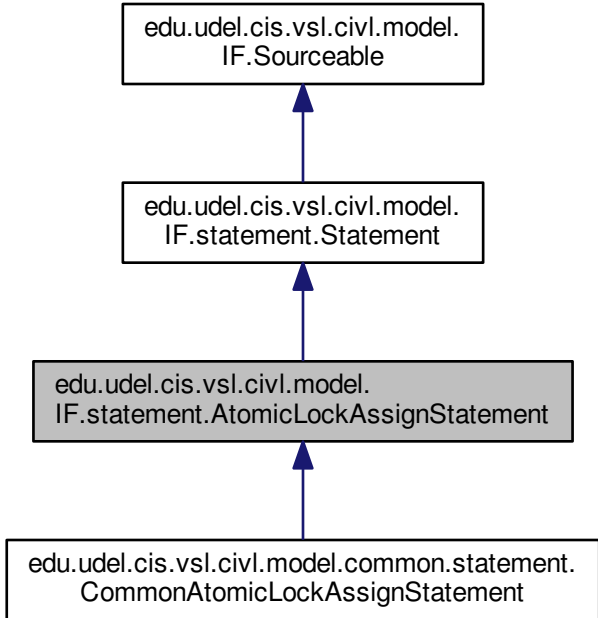 edu.udel.cis.vsl.civl.model.
IF.Sourceable
edu.udel.cis.vsl.civl.model.
IF.statement.Statement
edu.udel.cis.vsl.civl.model.
IF.statement.AtomicLockAssignStatement
edu.udel.cis.vsl.civl.model.common.statement.
CommonAtomicLockAssignStatement